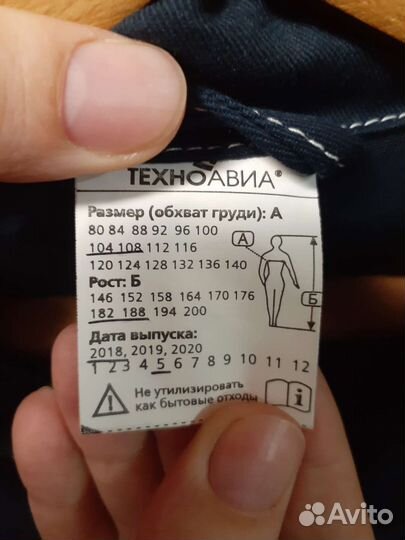 ТЕХНОАВИА®
Размер (обхват груди): А
80 84 88 92 96 100
104 108 112 116
120 124 128 132 136 140
Рост: Б
146 152 158 164 170 176
182 188 194 200
Дата выпуска:
2018, 2019, 2020
1 2 3 4 5 6 7 8 9 10 11 12
Не утилизировать
как бытовые отходы
А
Б
i
Avito